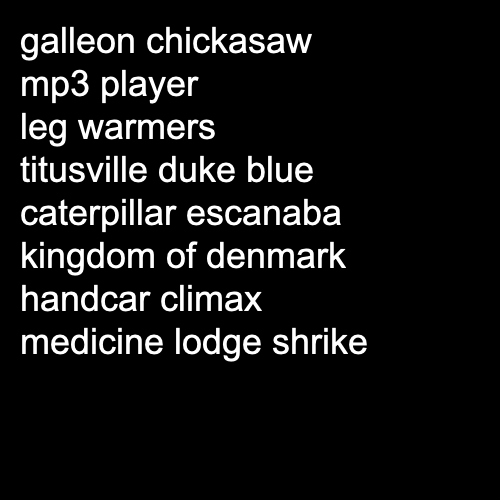 galleon chickasaw
mp3 player
leg warmers
titusville duke blue
caterpillar escanaba
kingdom of denmark
handcar climax
medicine lodge shrike